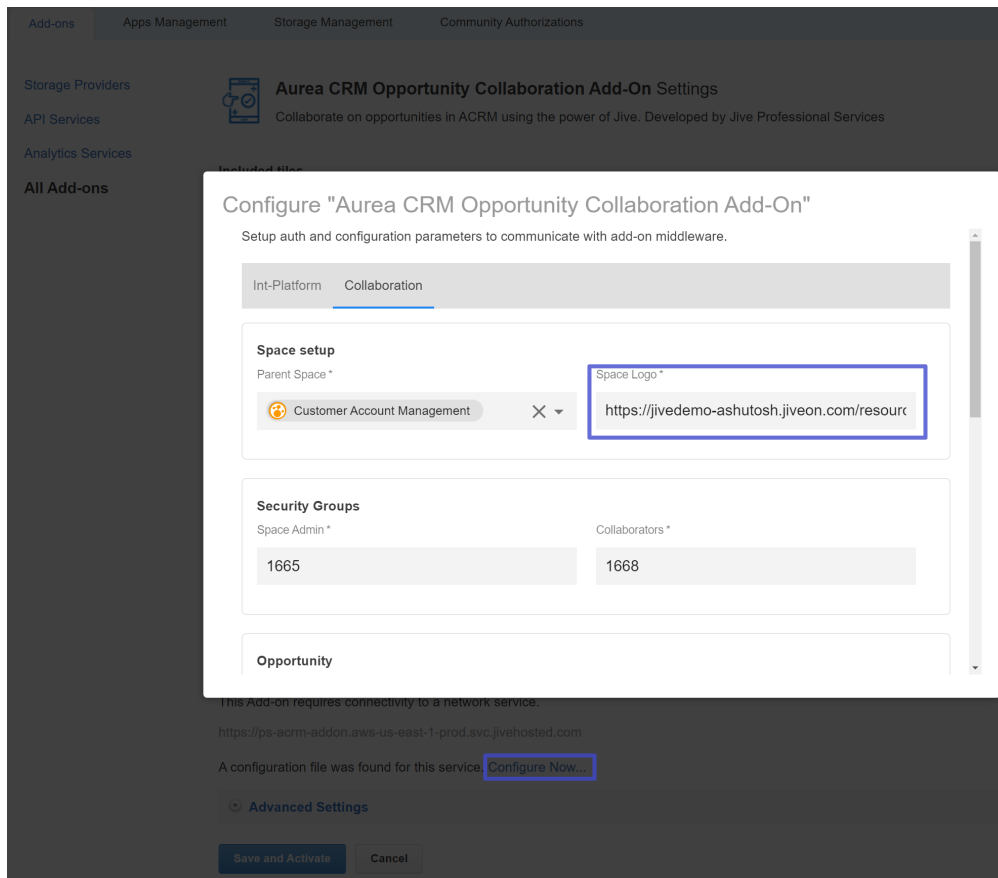 Add-ons Apps Management Storage Management Community Authorizations
Storage Providers
API Services
Analytics Services
All Add-ons
Aurea CRM Opportunity Collaboration Add-On Settings
Collaborate on opportunities in ACRM using the power of Jive. Developed by Jive Professional Services
Included tiles
Configure "Aurea CRM Opportunity Collaboration Add-On"
Setup auth and configuration parameters to communicate with add-on middleware.
Int-Platform Collaboration
Space setup
Parent Space * Space Logo *
Customer Account Management https://jivedemo-ashutosh.jiveon.com/resourc
Security Groups
Space Admin * Collaborators *
1665 1668
Opportunity
This Add-on requires connectivity to a network service.
https://ps-acrm-addon.aws-us-east-1-prod.svc.jivehosted.com
A configuration file was found for this service. Configure Now...
Advanced Settings
Save and Activate Cancel